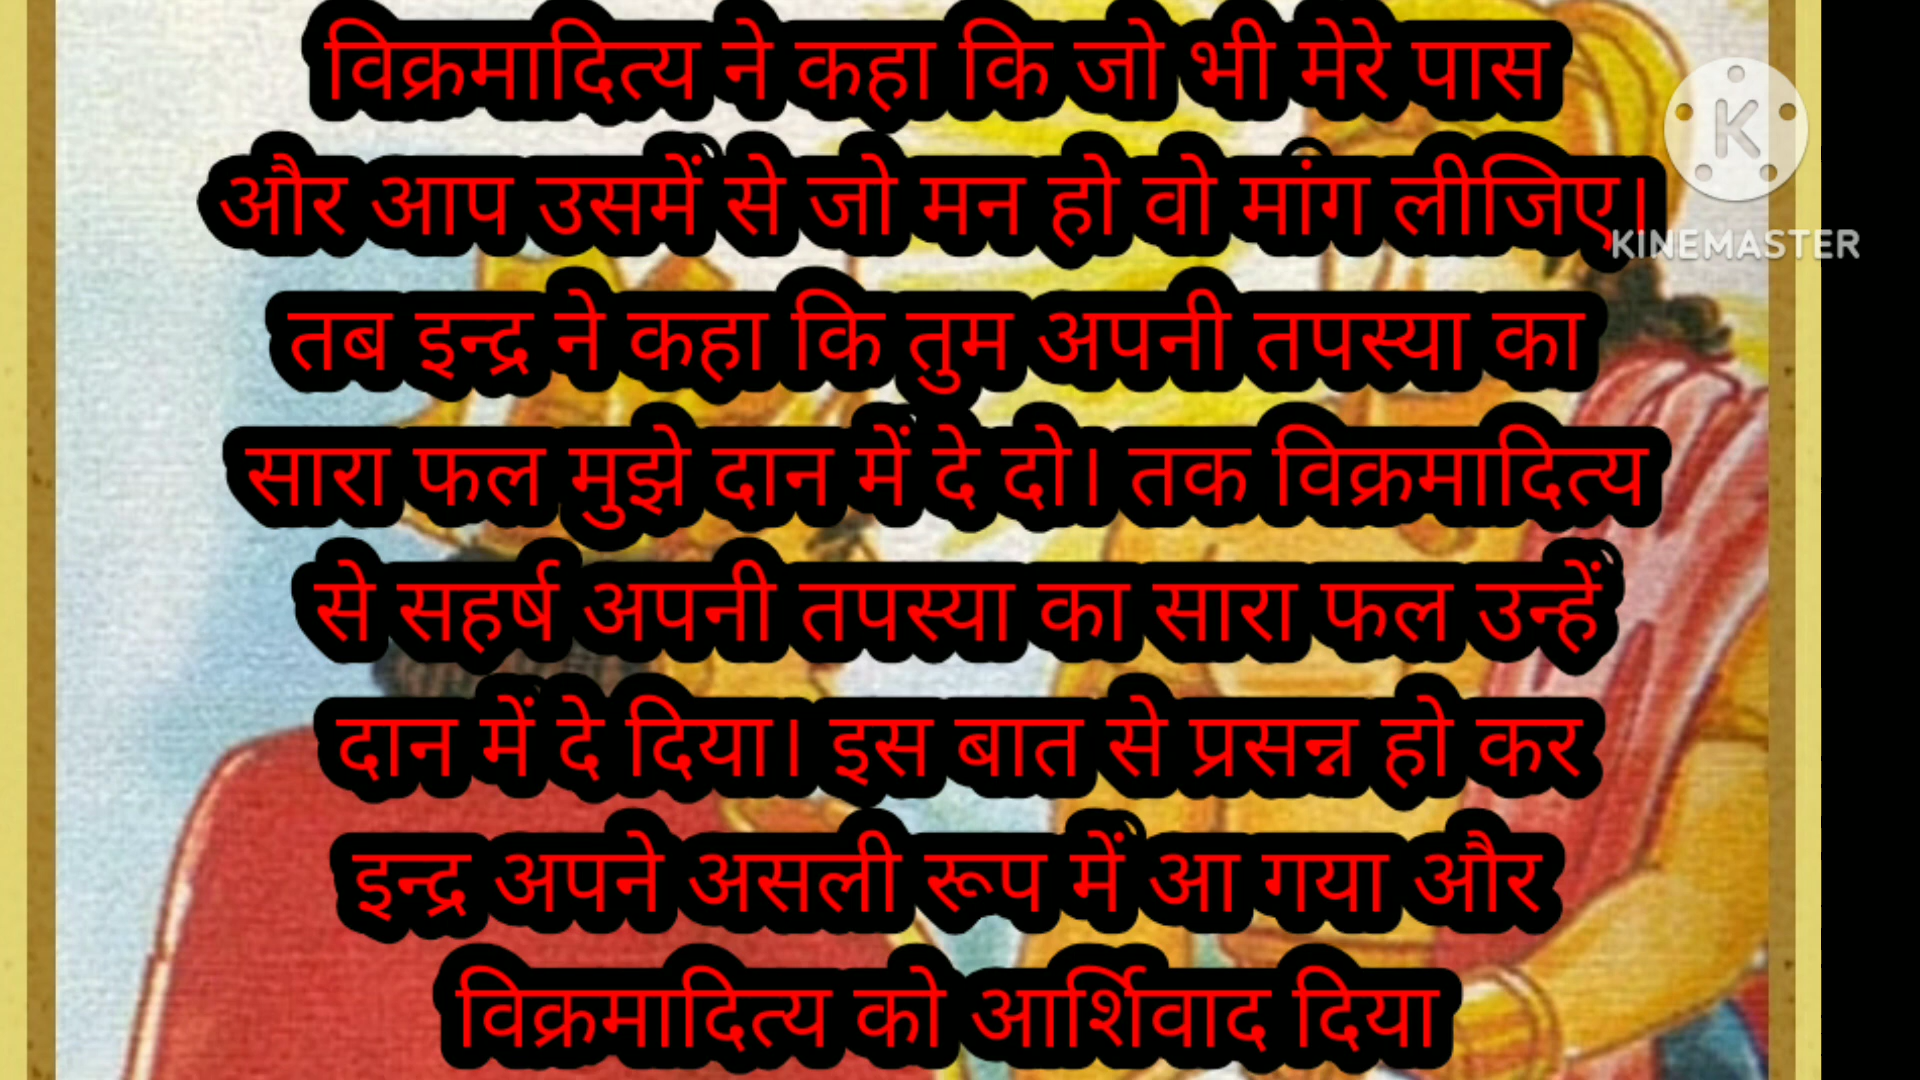 विक्रमादित्य ने कहा कि जो भी मेरे पास
और आप उसमें से जो मन हो वो मांग लीजिए।
तब इन्द्र ने कहा कि तुम अपनी तपस्या का
सारा फल मुझे दान में दे दो। तक विक्रमादित्य
से सहर्ष अपनी तपस्या का सारा फल उन्हें
दान में दे दिया। इस बात से प्रसन्न हो कर
इन्द्र अपने असली रूप में आ गया और
विक्रमादित्य को आर्शिवाद दिया
K
KINEMASTER